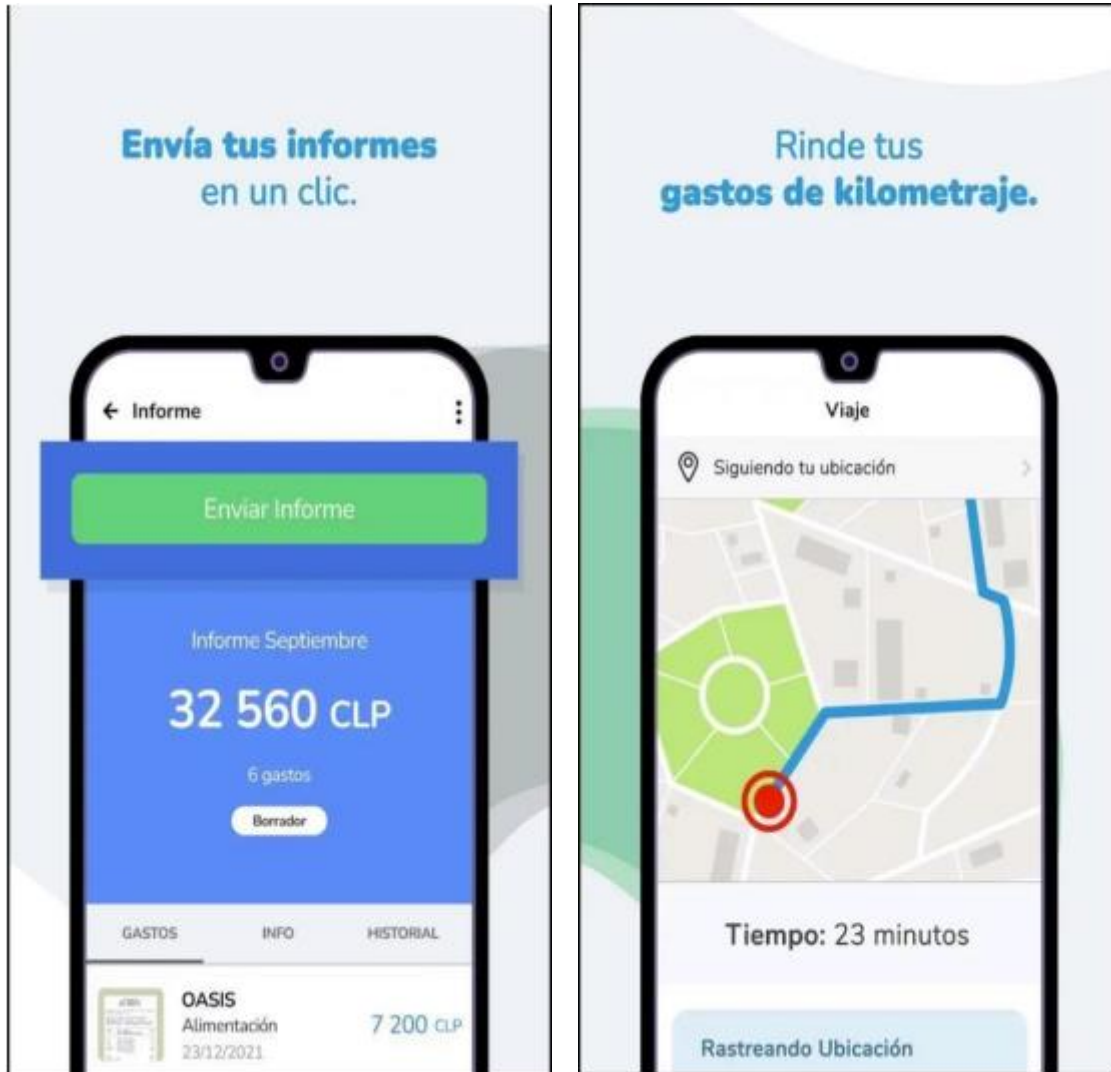 Envía tus informes
en un clic.
Informe
Enviar Informe
Informe Septiembre
32 560 CLP
6 gastos
Borrador
GASTOS INFO HISTORIAL
OASIS
Alimentación
7 200 CLP
23/12/2021
Rinde tus
gastos de kilometraje.
Viaje
Siguiendo tu ubicación
Tiempo: 23 minutos
Rastreando Ubicación